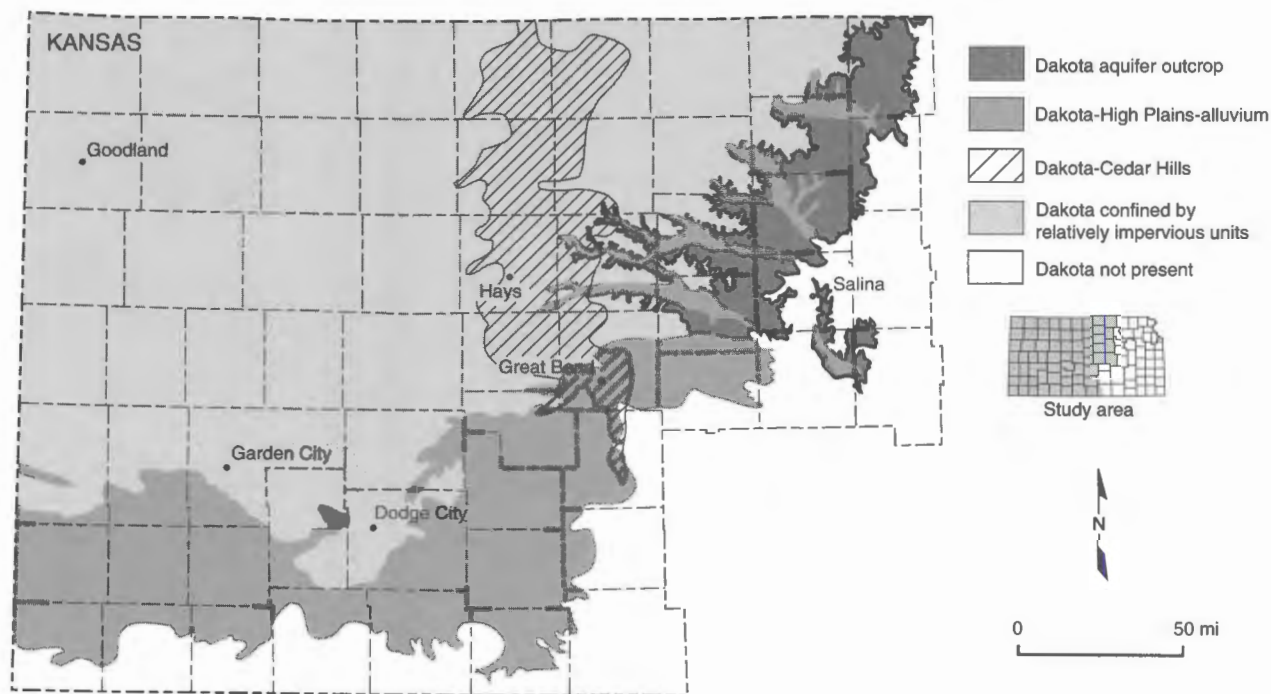 KANSAS
Goodland
Hays
Salina
Great Bend
Garden City
Dodge City
Dakota aquifer outcrop
Dakota-High Plains-alluvium
Dakota-Cedar Hills
Dakota confined by
relatively impervious units
Dakota not present
Study area
N
0
50 mi